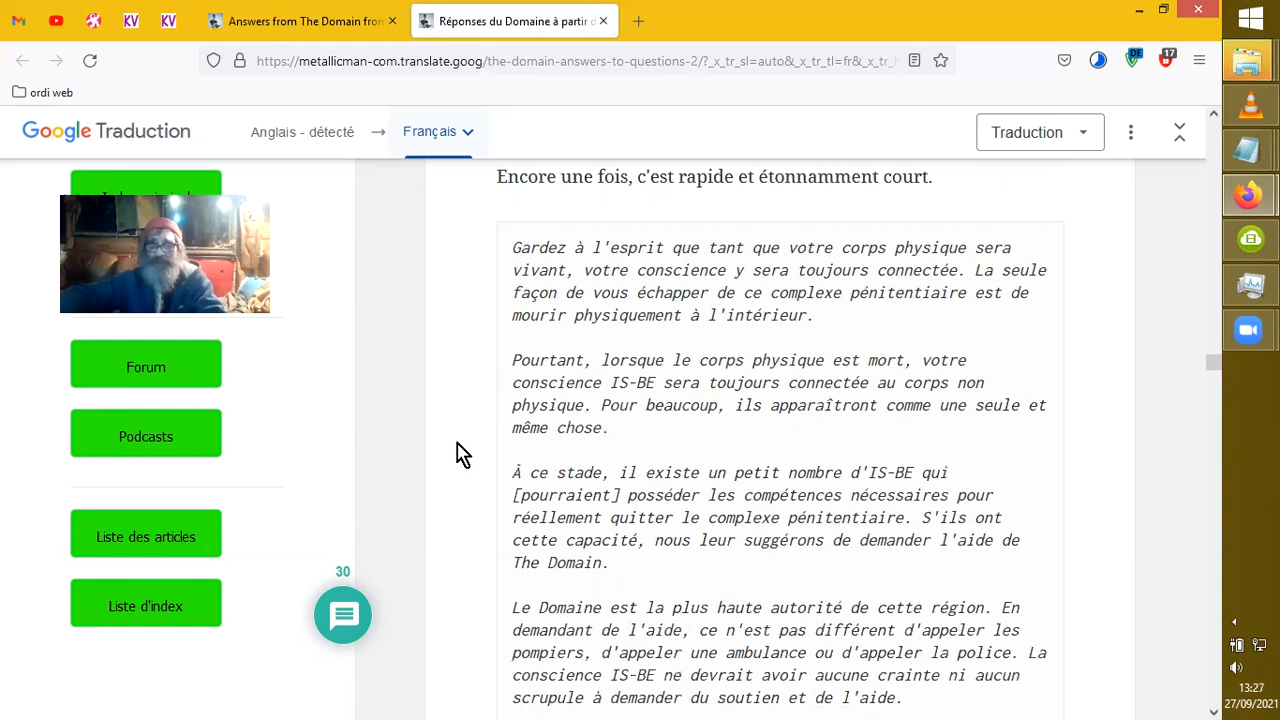 Answers from The Domain from
Réponses du Domaine à partir d
https://metallicman-com.translate.goog/the-domain-answers-to-questions-2/?_x_tr_sl=auto&_x_tr_tl=fr&_x_tr_h
DE
17
ordi web
Google Traduction
Anglais - détecté
Français
Traduction
Encore une fois, c'est rapide et étonnamment court.
Gardez à l'esprit que tant que votre corps physique sera
vivant, votre conscience y sera toujours connectée. La seule
façon de vous échapper de ce complexe pénitentiaire est de
mourir physiquement à l'intérieur.
Pourtant, lorsque le corps physique est mort, votre
conscience IS-BE sera toujours connectée au corps non
physique. Pour beaucoup, ils apparaîtront comme une seule et
même chose.
À ce stade, il existe un petit nombre d'IS-BE qui
[pourraient] posséder les compétences nécessaires pour
réellement quitter le complexe pénitentiaire. S'ils ont
cette capacité, nous leur suggérons de demander l'aide de
The Domain.
Le Domaine est la plus haute autorité de cette région. En
demandant de l'aide, ce n'est pas différent d'appeler les
pompiers, d'appeler une ambulance ou d'appeler la police. La
conscience IS-BE ne devrait avoir aucune crainte ni aucun
scrupule à demander du soutien et de l'aide.
Forum
Podcasts
Liste des articles
Liste d'index
30
KV
KV
13:27
27/09/2021